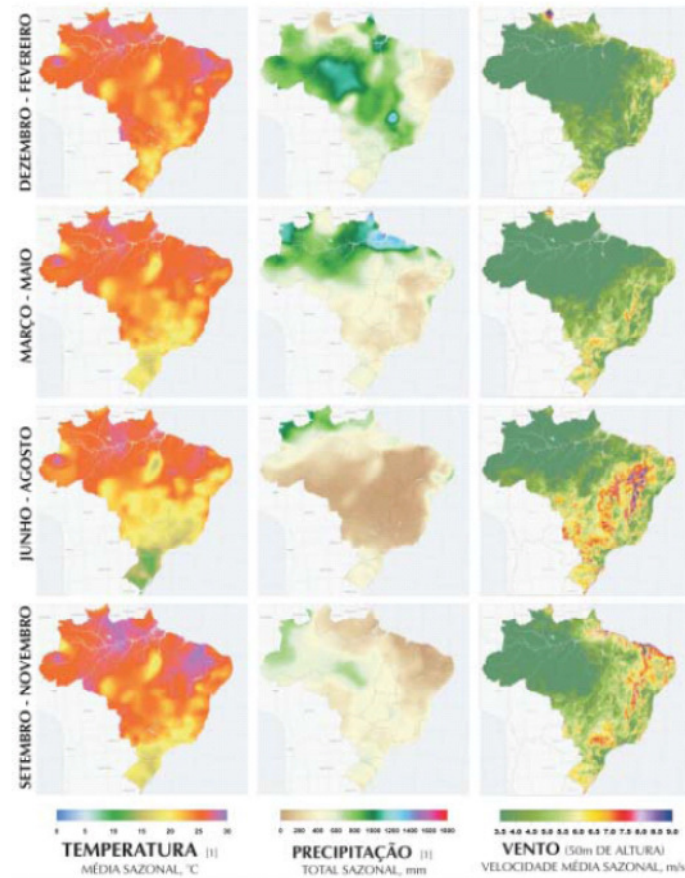 DEZEMBRO - FEVEREIRO
MARÇO - MAIO
JUNHO - AGOSTO
SETEMBRO - NOVEMBRO
0 5 10 15 20 25 30
TEMPERATURA [1]
MÉDIA SAZONAL, °C
0 200 400 600 800 1000 1200 1400 1600 1800
PRECIPITAÇÃO [1]
TOTAL SAZONAL, mm
3.5 4.0 4.5 5.0 5.5 6.0 6.5 7.0 7.5 8.0 8.5 9.0
VENTO (50m DE ALTURA)
VELOCIDADE MÉDIA SAZONAL, m/s